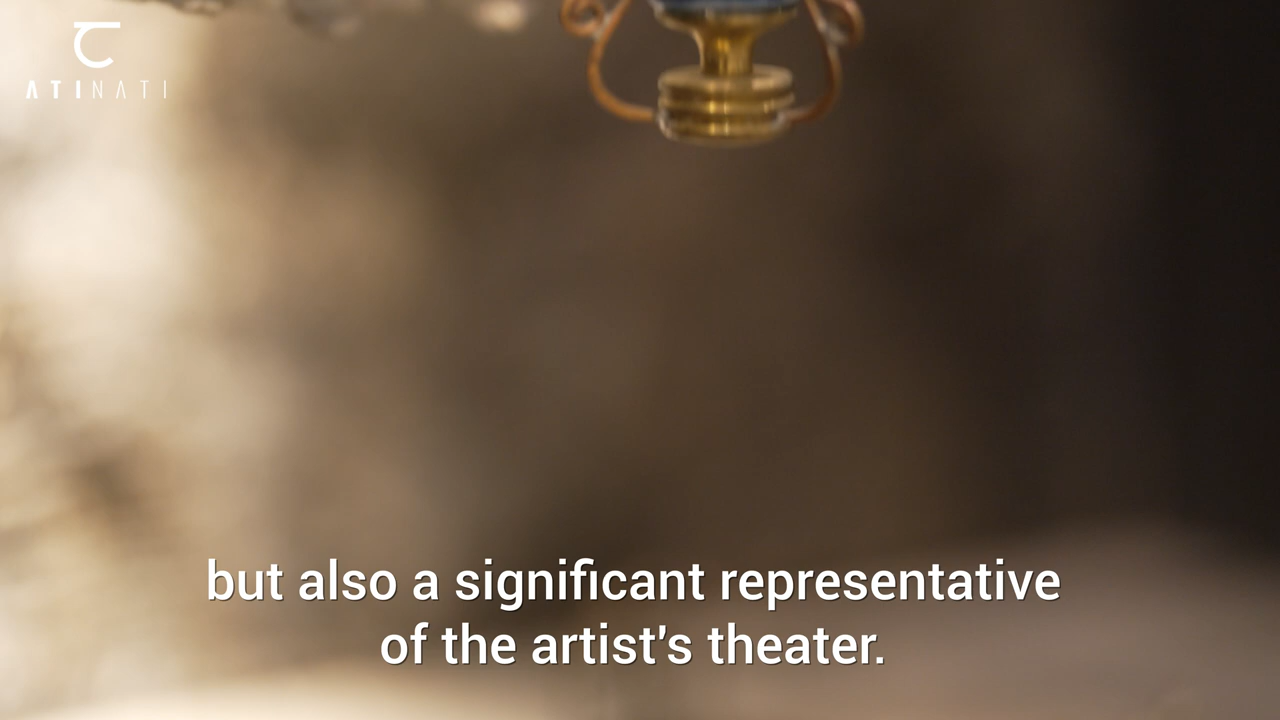 ATINATI
but also a significant representative
of the artist's theater.